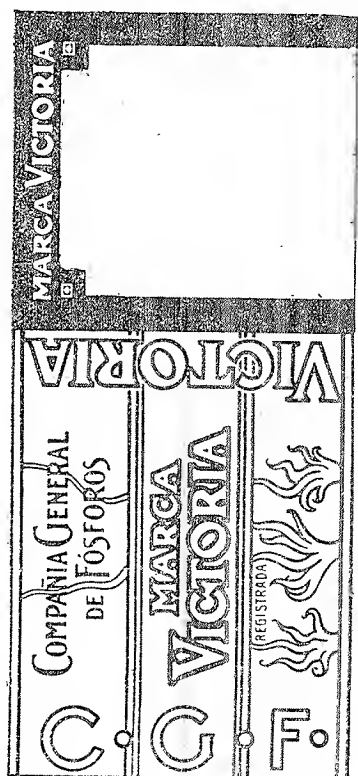 MARCA VICTORIA
VICTORIA
COMPAÑIA GENERAL
DE FÓSFOROS
MARCA
VICTORIA
REGISTRADA
C
G
F.